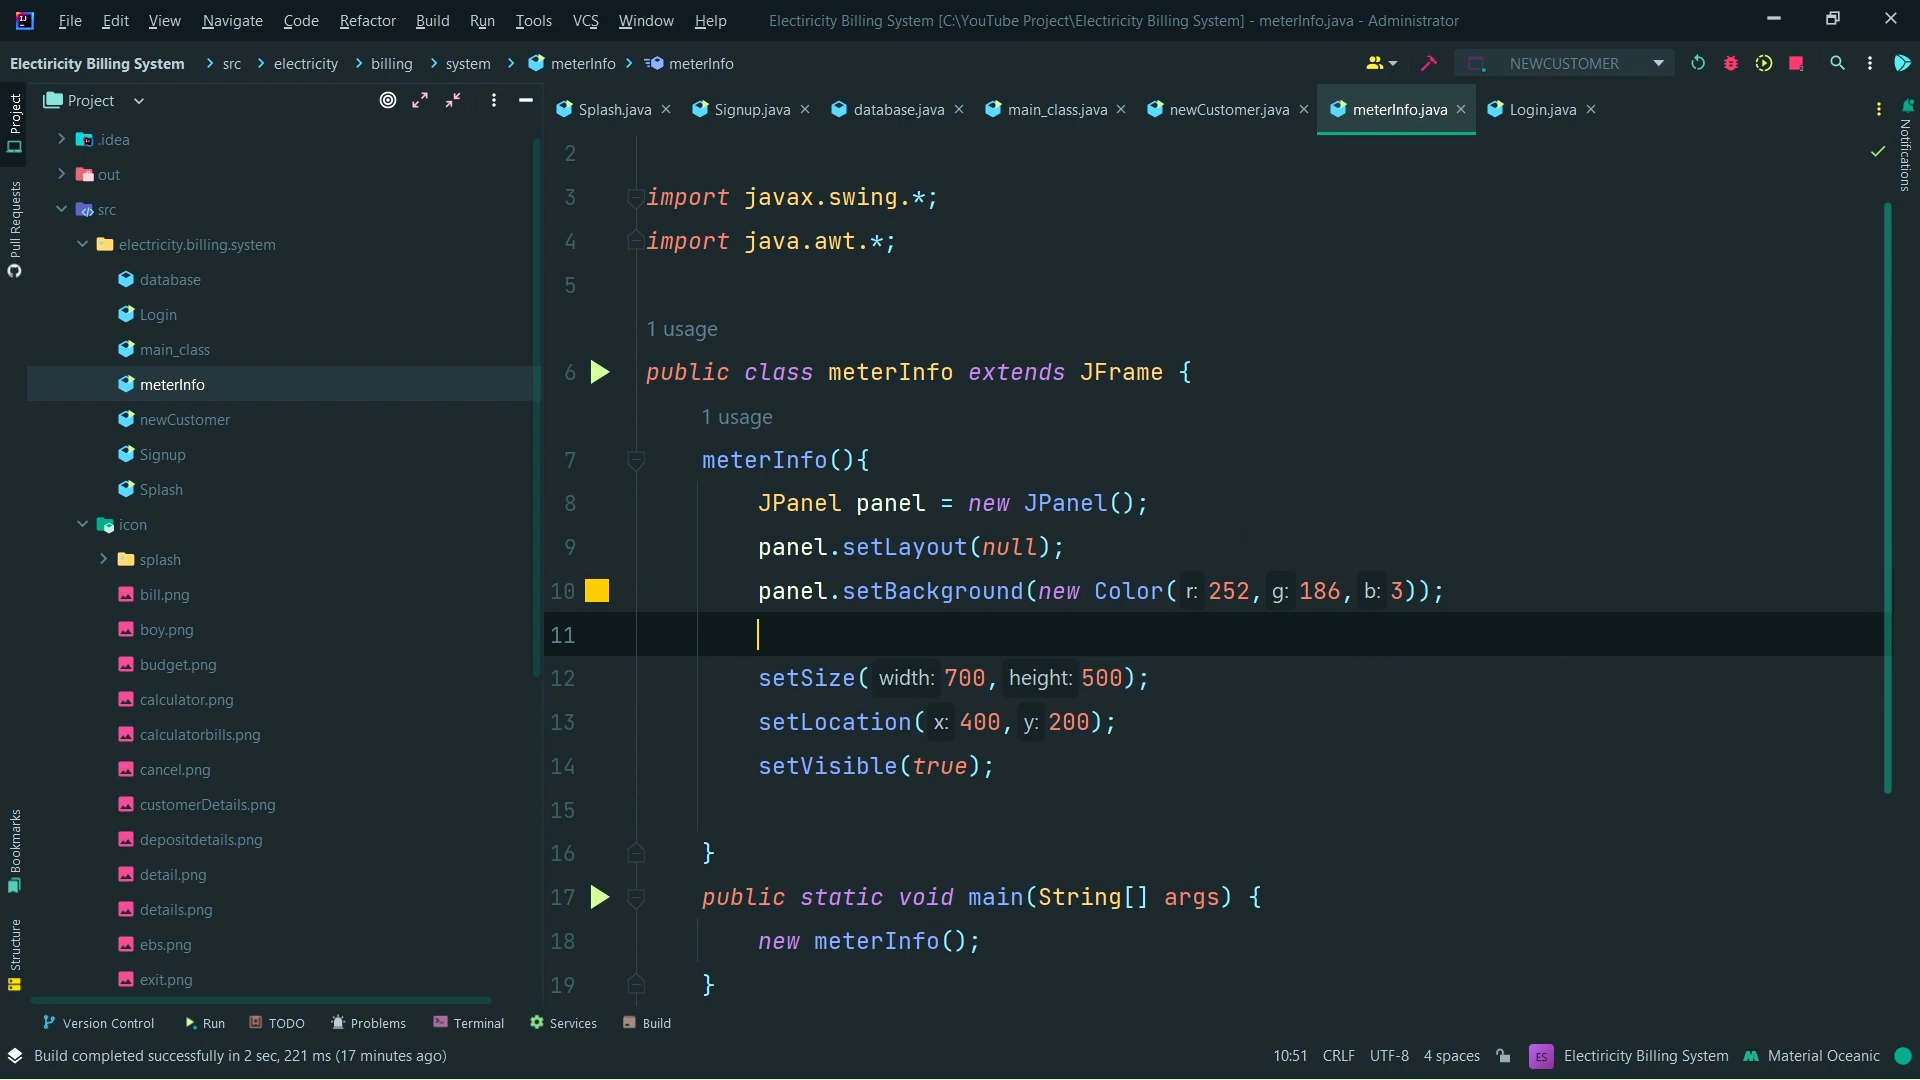 File Edit View Navigate Code Refactor Build Run Tools VCS Window Help Electiricity Billing System [C:\YouTube Project\Electiricity Billing System] - meterInfo.java - Administrator
Electiricity Billing System src electricity billing system meterInfo meterInfo NEWCUSTOMER
Project
Splash.java Signup.java database.java main_class.java newCustomer.java meterInfo.java Login.java
.idea
out
src
electricity.billing.system
database
Login
main_class
meterInfo
newCustomer
Signup
Splash
icon
splash
bill.png
boy.png
budget.png
calculator.png
calculatorbills.png
cancel.png
customerDetails.png
depositdetails.png
detail.png
details.png
ebs.png
exit.png
2
3 import javax.swing.*;
4 import java.awt.*;
5
1 usage
6 public class meterInfo extends JFrame {
1 usage
7 meterInfo(){
8 JPanel panel = new JPanel();
9 panel.setLayout(null);
10 panel.setBackground(new Color( r: 252, g: 186, b: 3));
11
12 setSize( width: 700, height: 500);
13 setLocation( x: 400, y: 200);
14 setVisible(true);
15
16 }
17 public static void main(String[] args) {
18 new meterInfo();
19 }
Project
Pull Requests
Bookmarks
Structure
Notifications
Version Control Run TODO Problems Terminal Services Build
Build completed successfully in 2 sec, 221 ms (17 minutes ago) 10:51 CRLF UTF-8 4 spaces ES Electiricity Billing System Material Oceanic